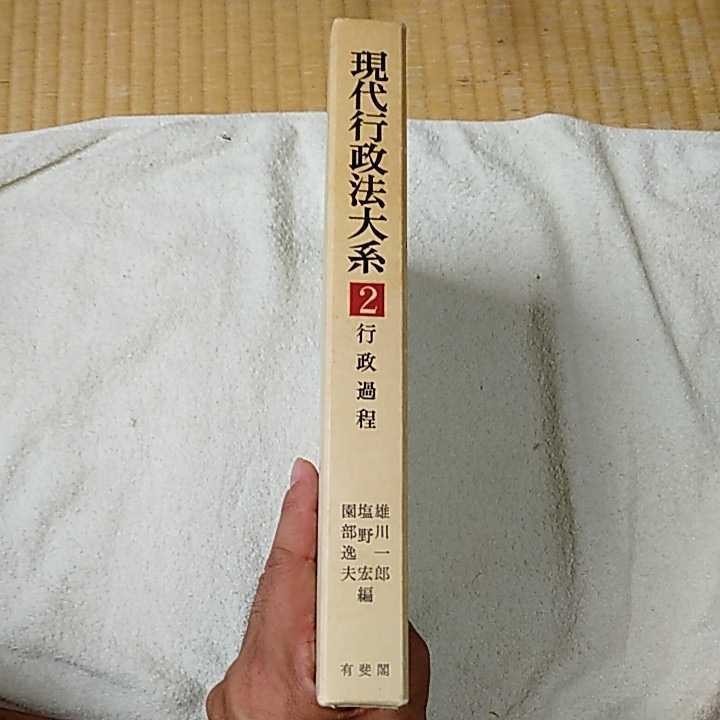 現代行政法大系
2
行政過程
雄川一郎
塩野宏編
園部逸夫
有斐閣